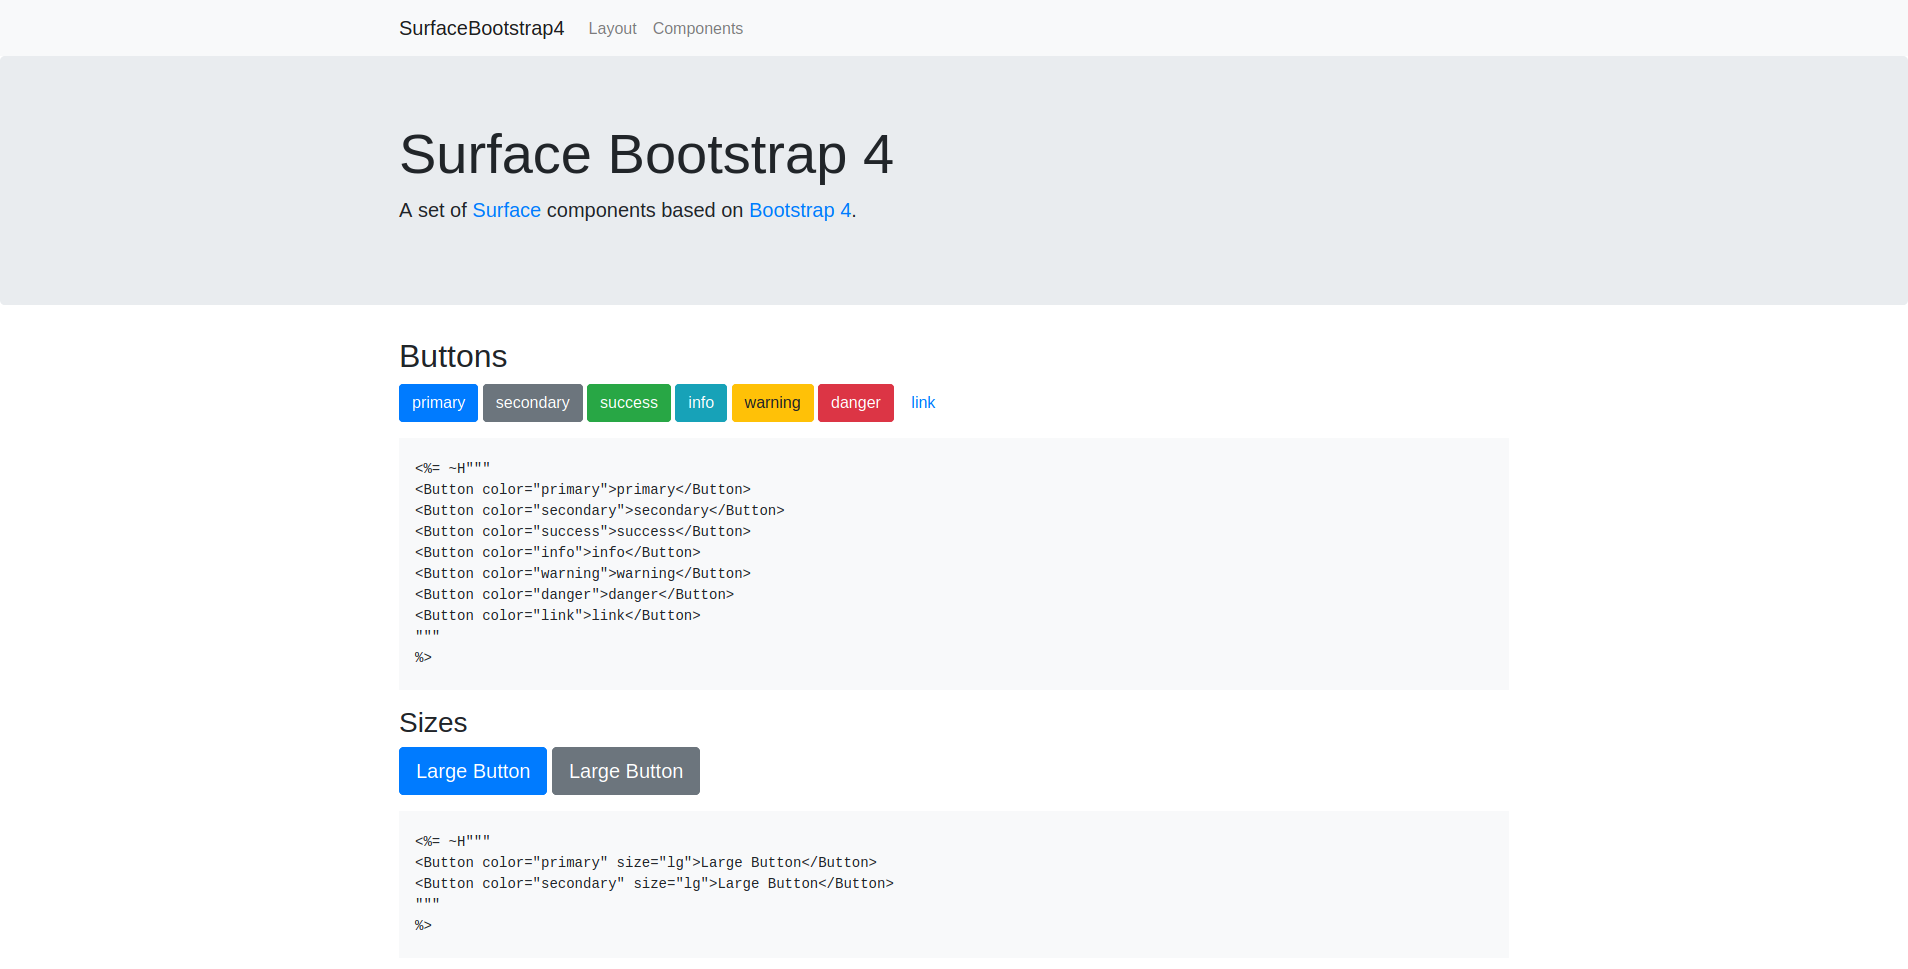 SurfaceBootstrap4 Layout Components
Surface Bootstrap 4
A set of Surface components based on Bootstrap 4.
Buttons
primary secondary success info warning danger link
<%= ~H"""
<Button color="primary">primary</Button>
<Button color="secondary">secondary</Button>
<Button color="success">success</Button>
<Button color="info">info</Button>
<Button color="warning">warning</Button>
<Button color="danger">danger</Button>
<Button color="link">link</Button>
"""
%>
Sizes
Large Button Large Button
<%= ~H"""
<Button color="primary" size="lg">Large Button</Button>
<Button color="secondary" size="lg">Large Button</Button>
"""
%>